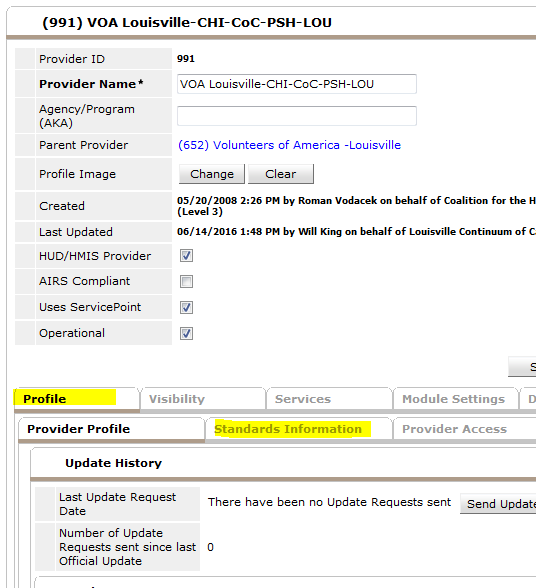 (991) VOA Louisville-CHI-CoC-PSH-LOU
Provider ID 991
Provider Name* VOA Louisville-CHI-CoC-PSH-LOU
Agency/Program
(AKA)
Parent Provider (652) Volunteers of America -Louisville
Profile Image Change Clear
Created 05/20/2008 2:26 PM by Roman Vodacek on behalf of Coalition for the H
(Level 3)
Last Updated 06/14/2016 1:48 PM by Will King on behalf of Louisville Continuum of C
HUD/HMIS Provider
AIRS Compliant
Uses ServicePoint
Operational
S
Profile Visibility Services Module Settings D
Provider Profile Standards Information Provider Access
Update History
Last Update Request
Date
There have been no Update Requests sent Send Update
Number of Update
Requests sent since last
Official Update
0